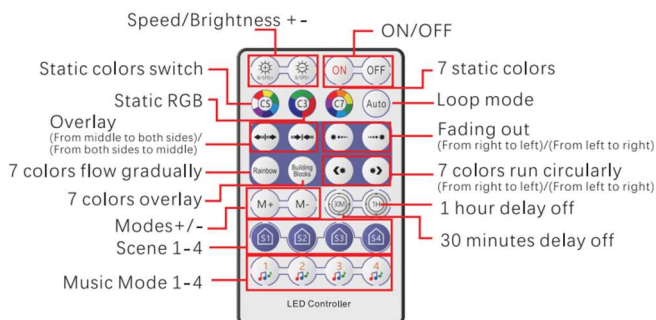 Speed/Brightness + -
ON/OFF
Static colors switch
7 static colors
Static RGB
Loop mode
Overlay
(From middle to both sides)/
(From both sides to middle)
Fading out
(From right to left)/(From left to right)
7 colors flow gradually
7 colors run circularly
(From right to left)/(From left to right)
7 colors overlay
1 hour delay off
Modes+/-
30 minutes delay off
Scene 1-4
Music Mode 1-4
ON OFF
CS C3 C7 Auto
Rainbow Building
Blocks
M+ M- 30M 1H
S1 S2 S3 S4
1 2 3 4
LED Controller